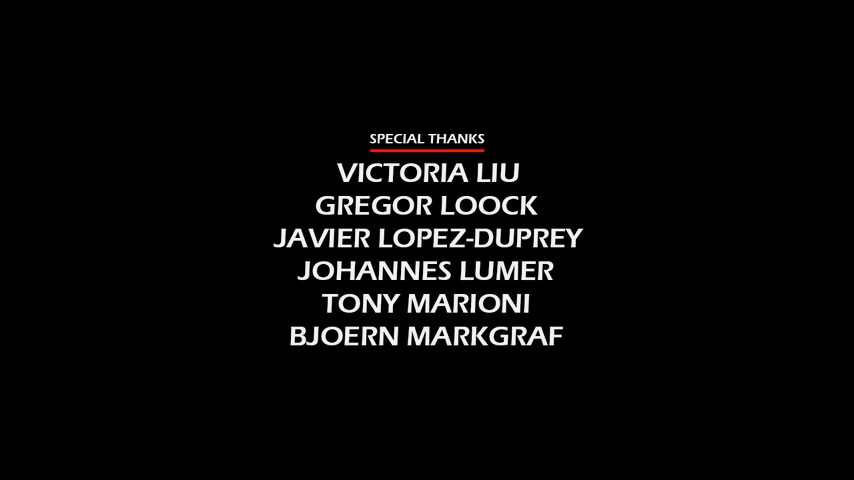 SPECIAL THANKS
VICTORIA LIU
GREGOR LOOCK
JAVIER LOPEZ-DUPREY
JOHANNES LUMER
TONY MARIONI
BJOERN MARKGRAF